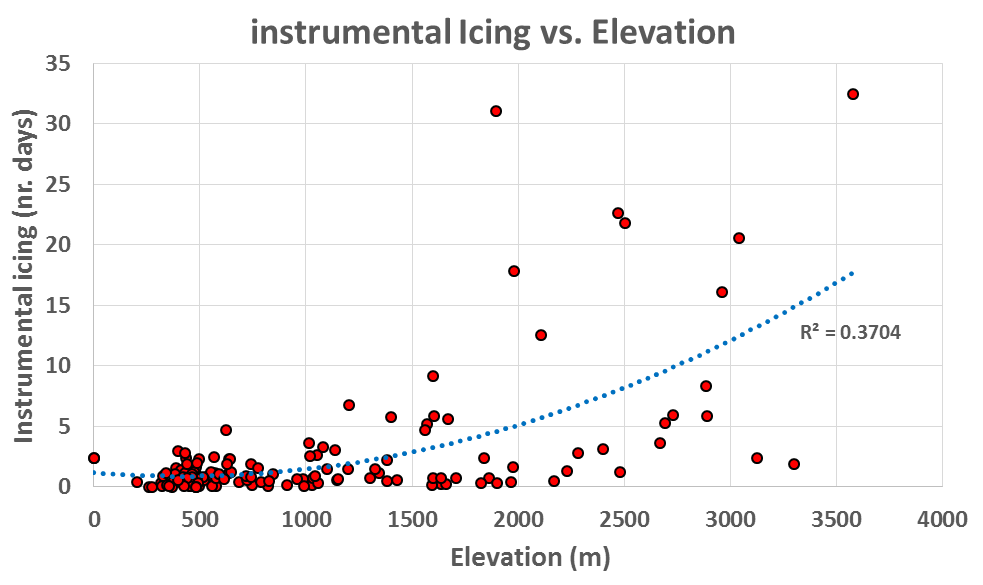 instrumental Icing vs. Elevation
35
30
25
20
15
10
5
0
Instrumental icing (nr. days)
R² = 0.3704
0 500 1000 1500 2000 2500 3000 3500 4000
Elevation (m)